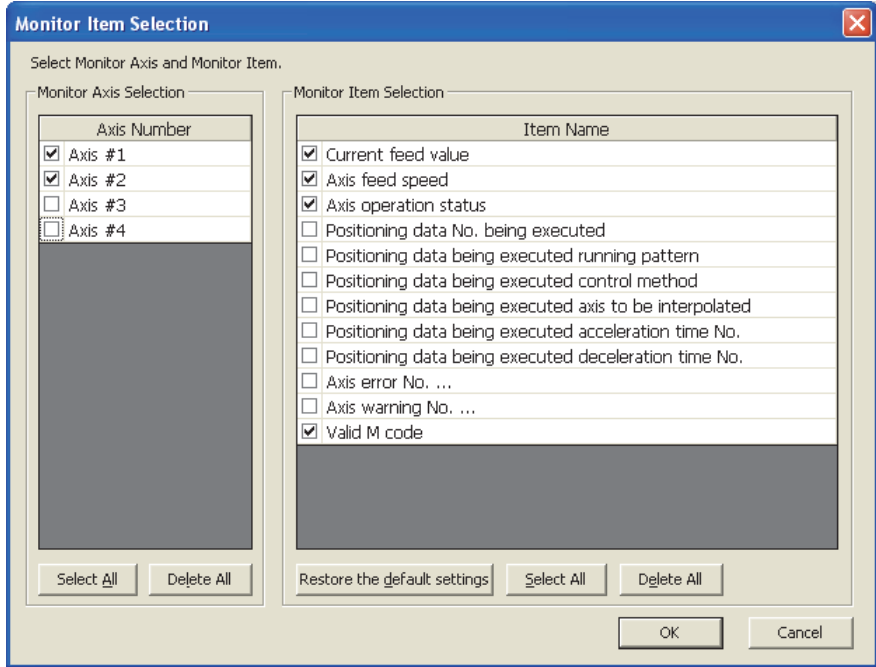 Monitor Item Selection
Select Monitor Axis and Monitor Item.
Monitor Axis Selection
Axis Number
Axis #1
Axis #2
Axis #3
Axis #4
Select All
Delete All
Monitor Item Selection
Item Name
Current feed value
Axis feed speed
Axis operation status
Positioning data No. being executed
Positioning data being executed running pattern
Positioning data being executed control method
Positioning data being executed axis to be interpolated
Positioning data being executed acceleration time No.
Positioning data being executed deceleration time No.
Axis error No. ...
Axis warning No. ...
Valid M code
Restore the default settings
Select All
Delete All
OK
Cancel